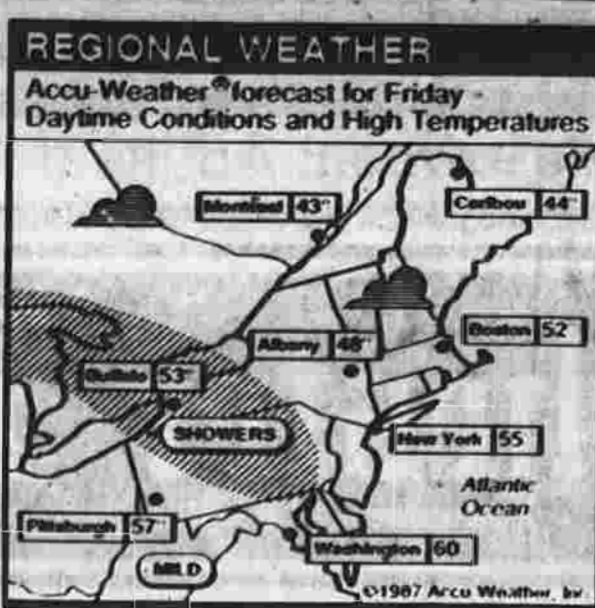 REGIONAL WEATHER
Accu-Weather® forecast for Friday
Daytime Conditions and High Temperatures
Montreal 43°
Caribou 44°
Boston 52°
Albany 48°
Buffalo 53°
SHOWERS
New York 55
Atlantic
Ocean
Pittsburgh 57°
Washington 60
MILD
©1987 Accu-Weather, Inc.